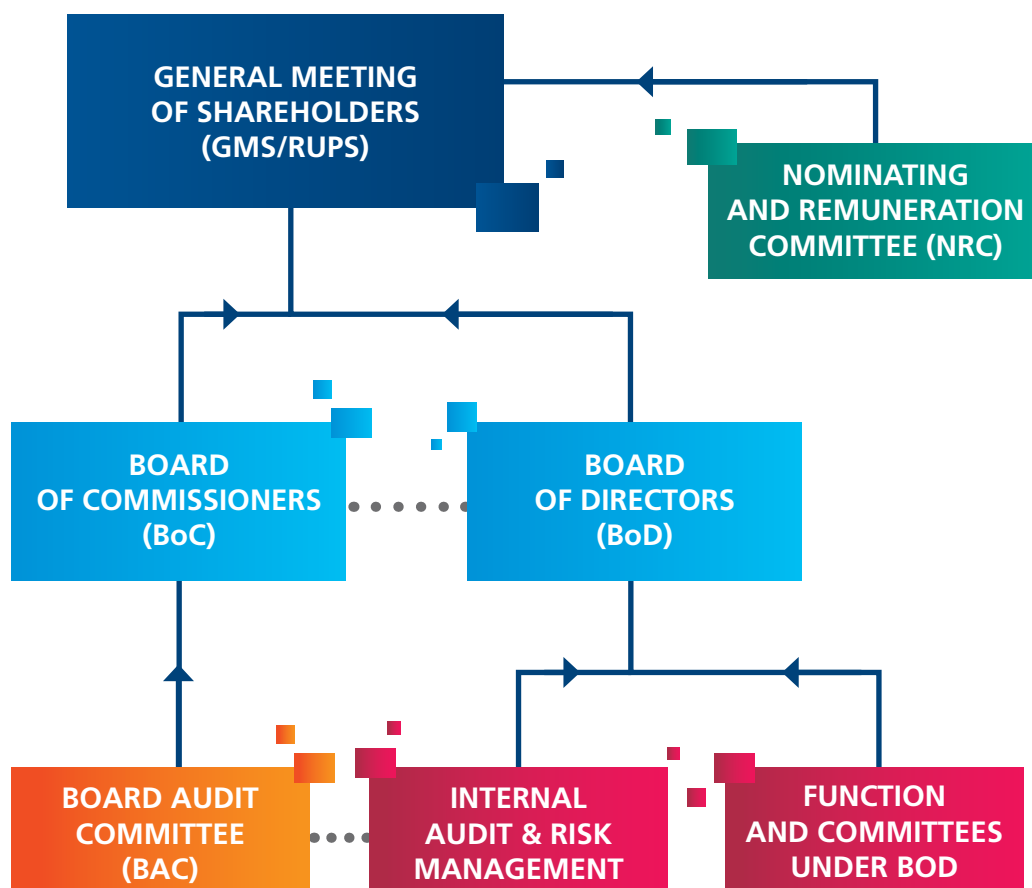 GENERAL MEETING
OF SHAREHOLDERS
(GMS/RUPS)
NOMINATING
AND REMUNERATION
COMMITTEE (NRC)
BOARD
OF COMMISSIONERS
(BoC)
BOARD
OF DIRECTORS
(BoD)
BOARD AUDIT
COMMITTEE
(BAC)
INTERNAL
AUDIT & RISK
MANAGEMENT
FUNCTION
AND COMMITTEES
UNDER BOD